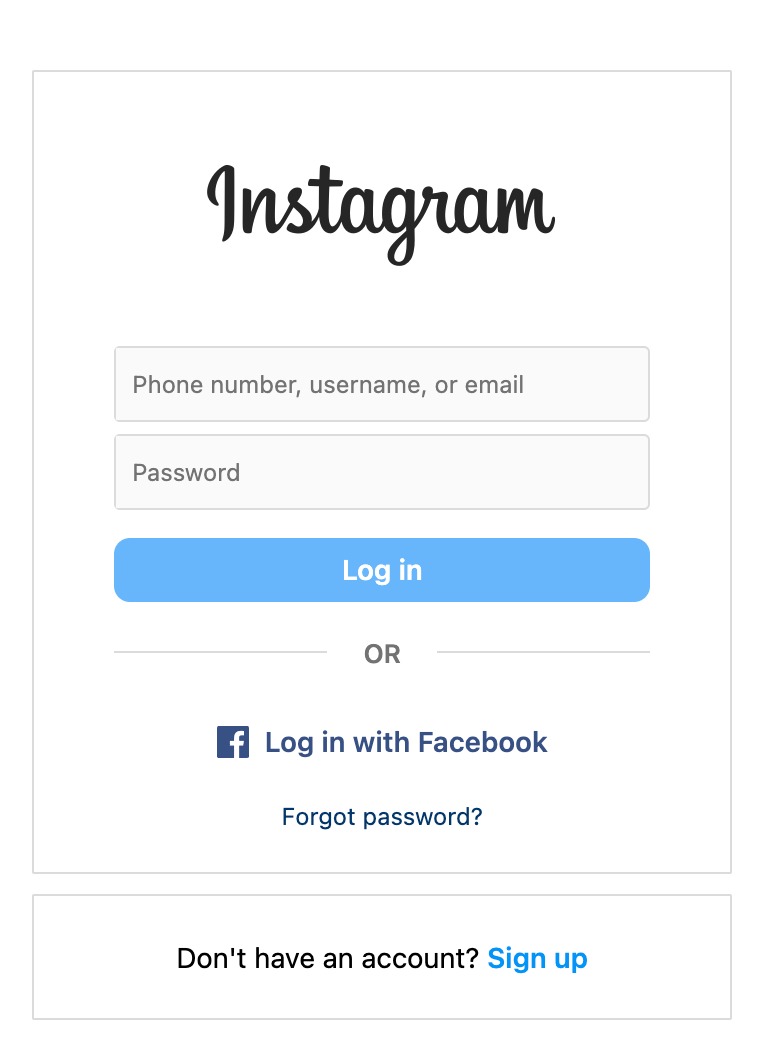 Instagram
Phone number, username, or email
Password
Log in
OR
Log in with Facebook
Forgot password?
Don't have an account? Sign up